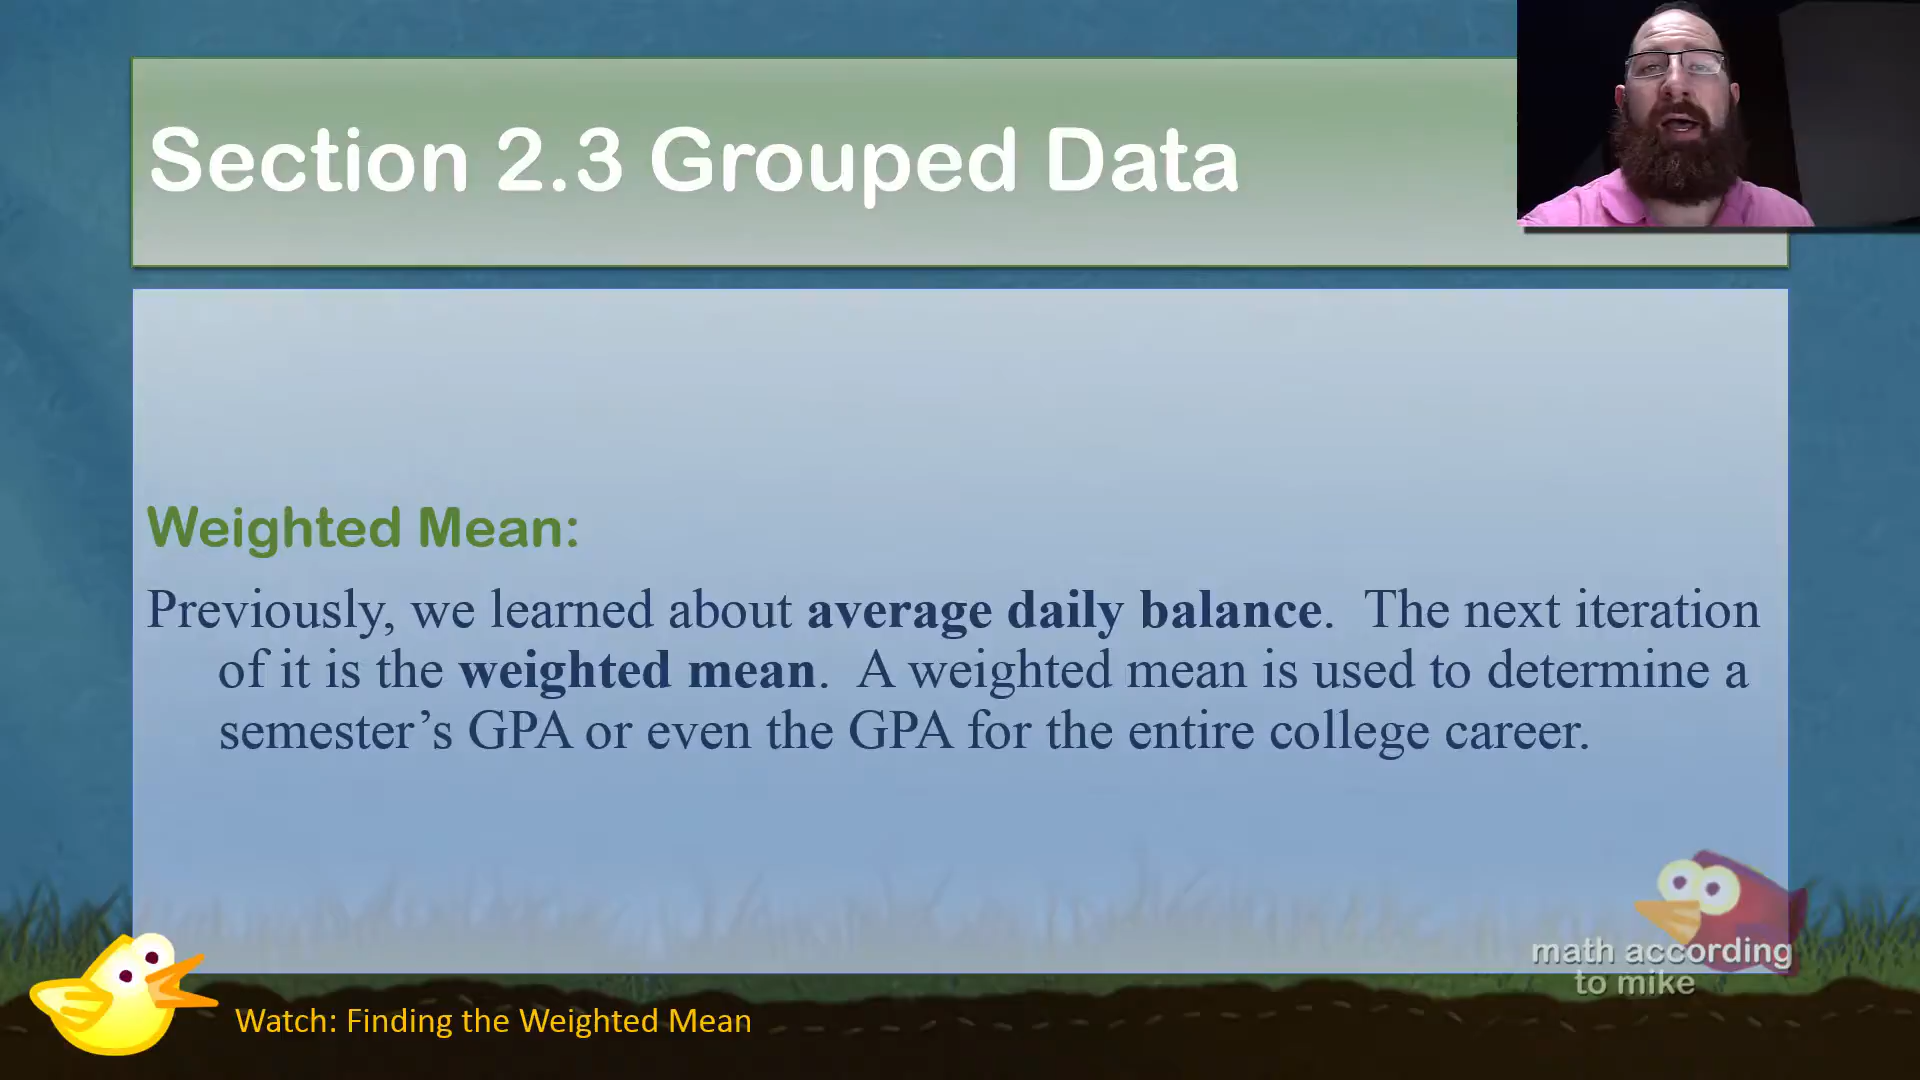 Section 2.3 Grouped Data
Weighted Mean:
Previously, we learned about average daily balance. The next iteration
of it is the weighted mean. A weighted mean is used to determine a
semester’s GPA or even the GPA for the entire college career.
math according
to mike
Watch: Finding the Weighted Mean